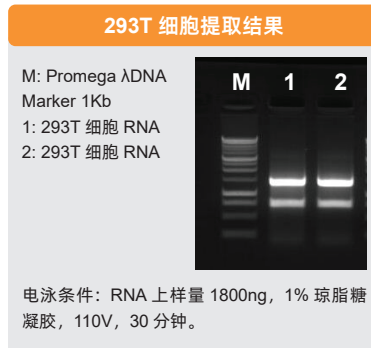 293T 细胞提取结果
M: Promega λDNA
Marker 1Kb
1: 293T 细胞 RNA
2: 293T 细胞 RNA
M 1 2
电泳条件：RNA 上样量 1800ng，1% 琼脂糖
凝胶，110V，30 分钟。